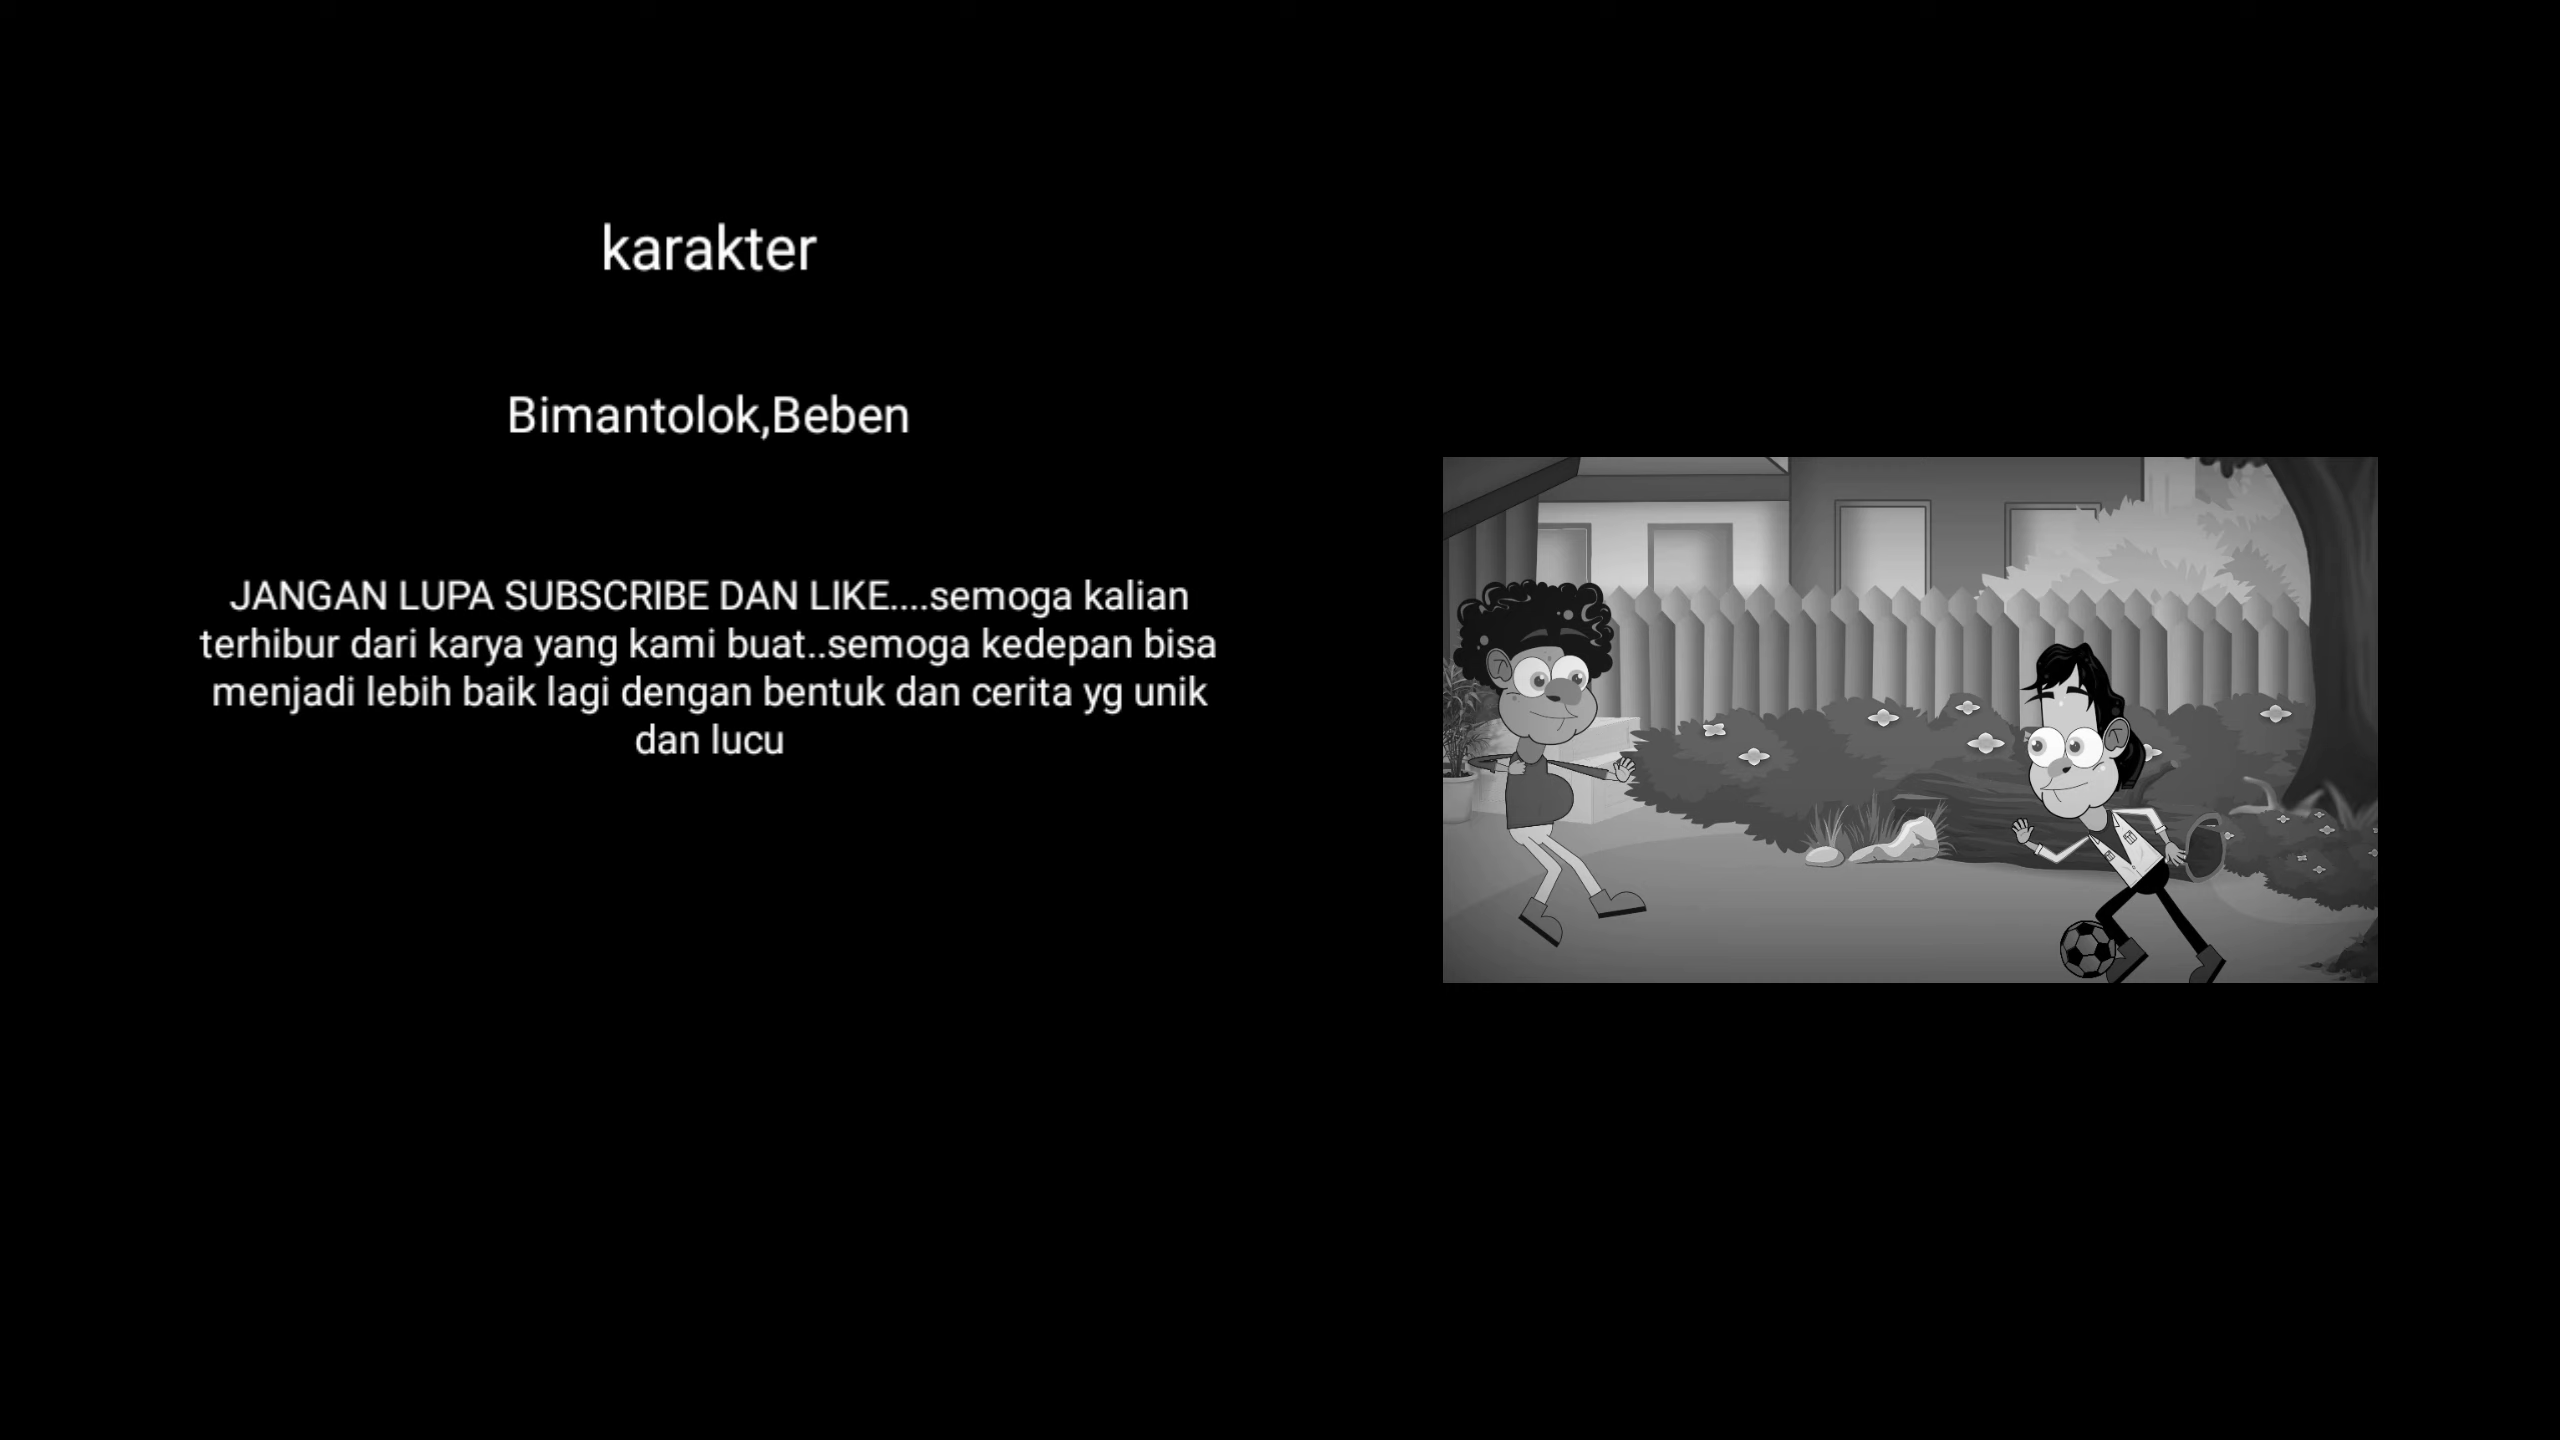 karakter
Bimantolok,Beben
JANGAN LUPA SUBSCRIBE DAN LIKE....semoga kalian
terhibur dari karya yang kami buat..semoga kedepan bisa
menjadi lebih baik lagi dengan bentuk dan cerita yg unik
dan lucu